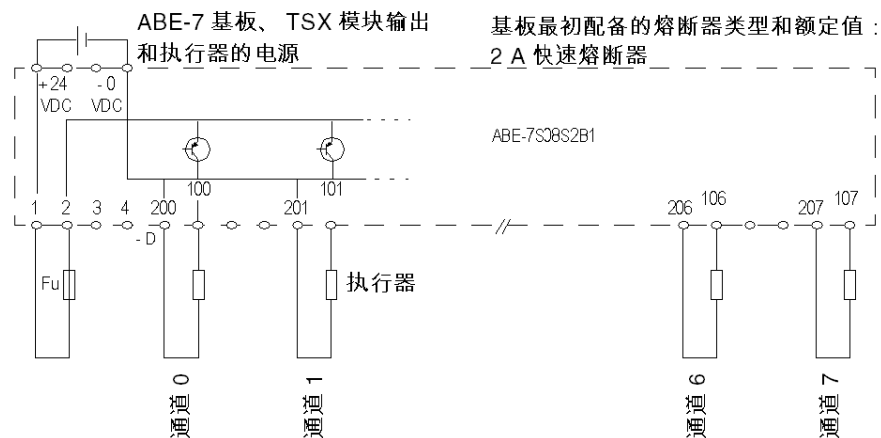 ABE-7 基板、TSX 模块输出
和执行器的电源
基板最初配备的熔断器类型和额定值:
2 A 快速熔断器
+24 -0
VDC VDC
ABE-7S08S2B1
100 101
1 2 3 4 200 201 206 106 207 107
-D
Fu 执行器
通道 0 通道 1 通道 6 通道 7